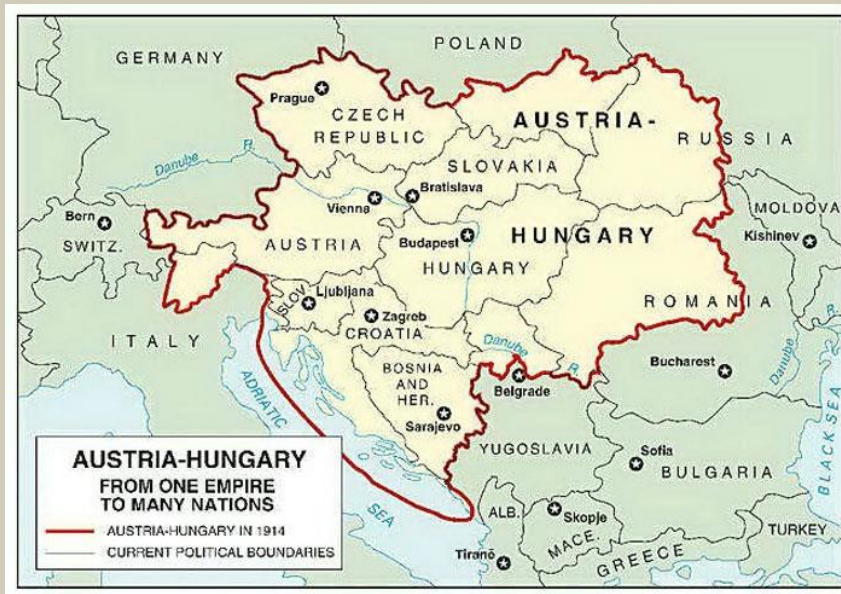 GERMANY
POLAND
Prague
CZECH
REPUBLIC
AUSTRIA-
RUSSIA
Danube
R.
SLOVAKIA
Bratislava
Vienna
MOLDOVA
Kishinev
Bern
SWITZ.
AUSTRIA
Budapest
HUNGARY
HUNGARY
SLOV.
Ljubljana
Zagreb
CROATIA
ROMANIA
ITALY
ADRIATIC
SEA
BOSNIA
AND
HER.
Sarajevo
Danube
R.
Belgrade
Bucharest
Danube
R.
BLACK SEA
YUGOSLAVIA
Sofia
BULGARIA
ALB.
Skopje
MACE.
Tiranë
GREECE
TURKEY
AUSTRIA-HUNGARY
FROM ONE EMPIRE
TO MANY NATIONS
AUSTRIA-HUNGARY IN 1914
CURRENT POLITICAL BOUNDARIES